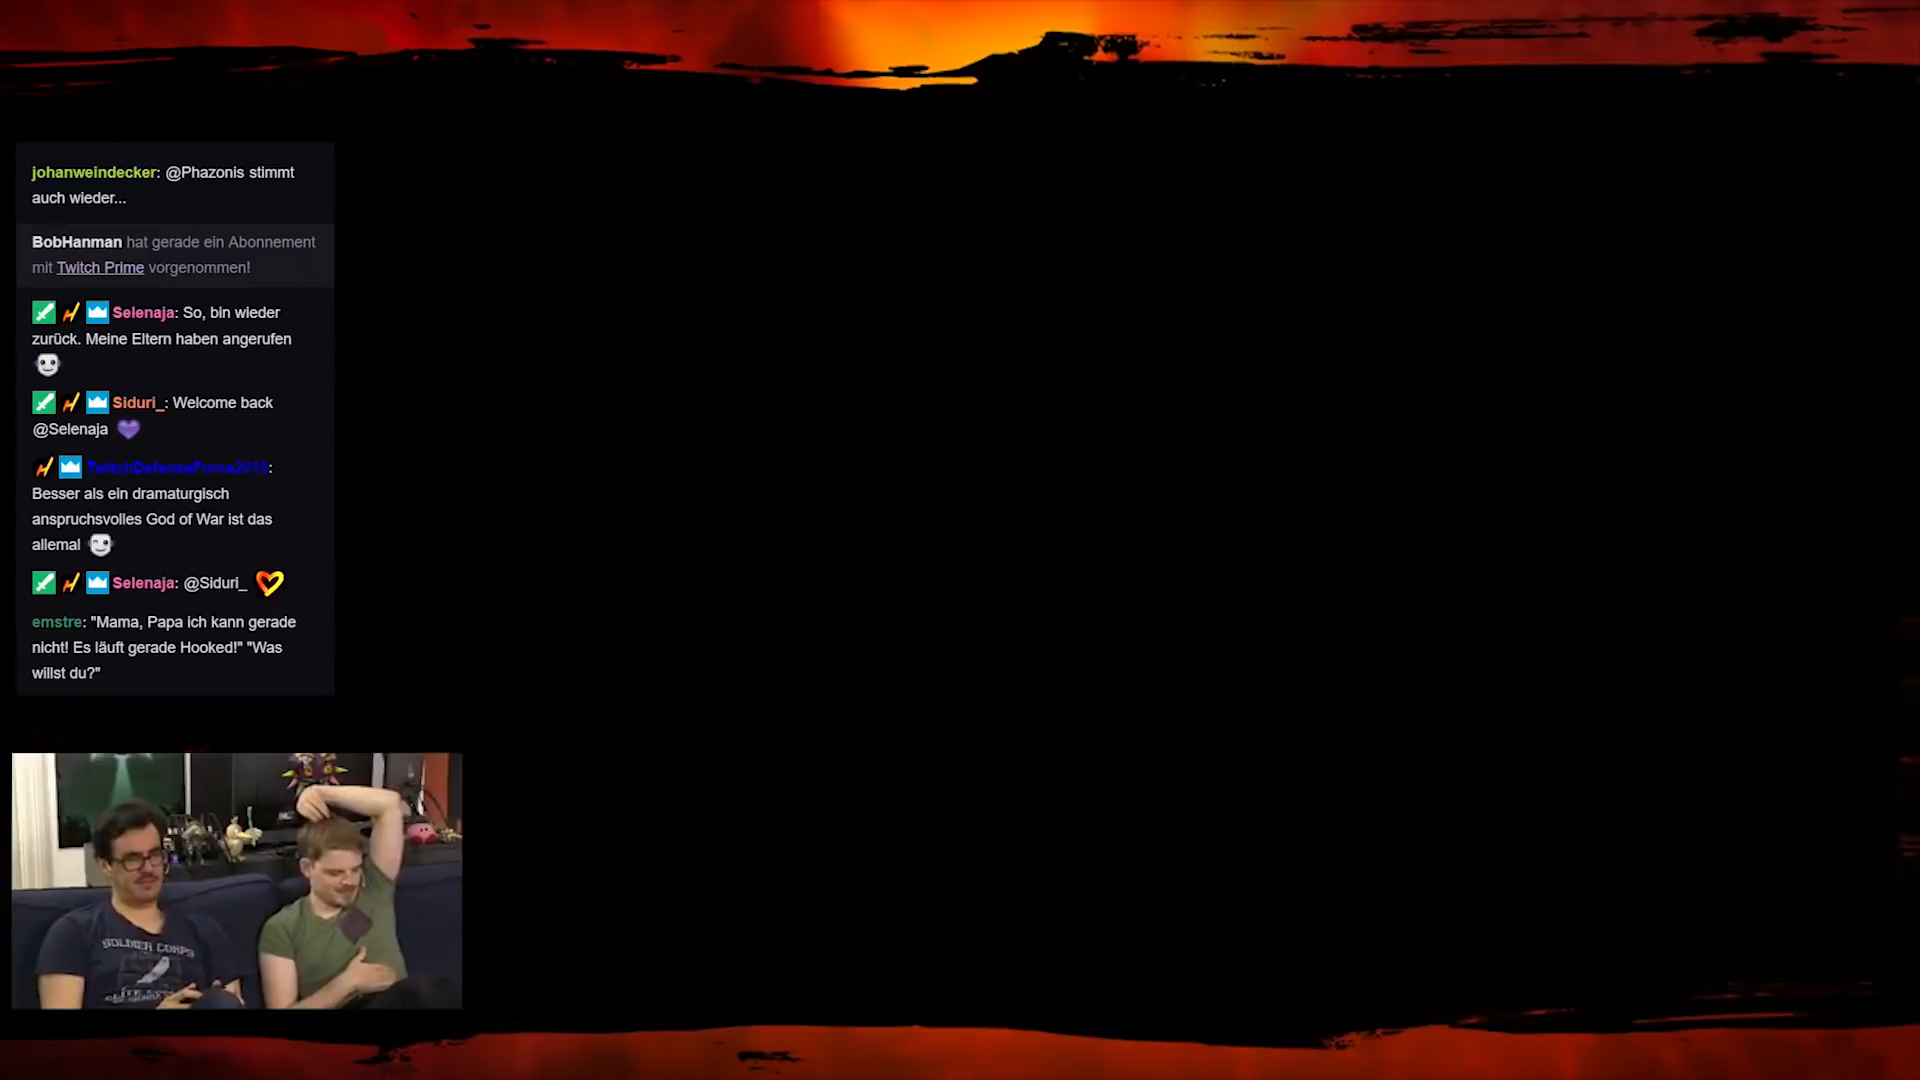 johanweindecker: @Phazonis stimmt
auch wieder...
BobHanman hat gerade ein Abonnement
mit Twitch Prime vorgenommen!
Selenaja: So, bin wieder
zurück. Meine Eltern haben angerufen
Siduri_: Welcome back
@Selenaja
TwitchDefenseForce2015:
Besser als ein dramaturgisch
anspruchsvolles God of War ist das
allemal
Selenaja: @Siduri_
emstre: "Mama, Papa ich kann gerade
nicht! Es läuft gerade Hooked!" "Was
willst du?"
SOLDIER CORPS